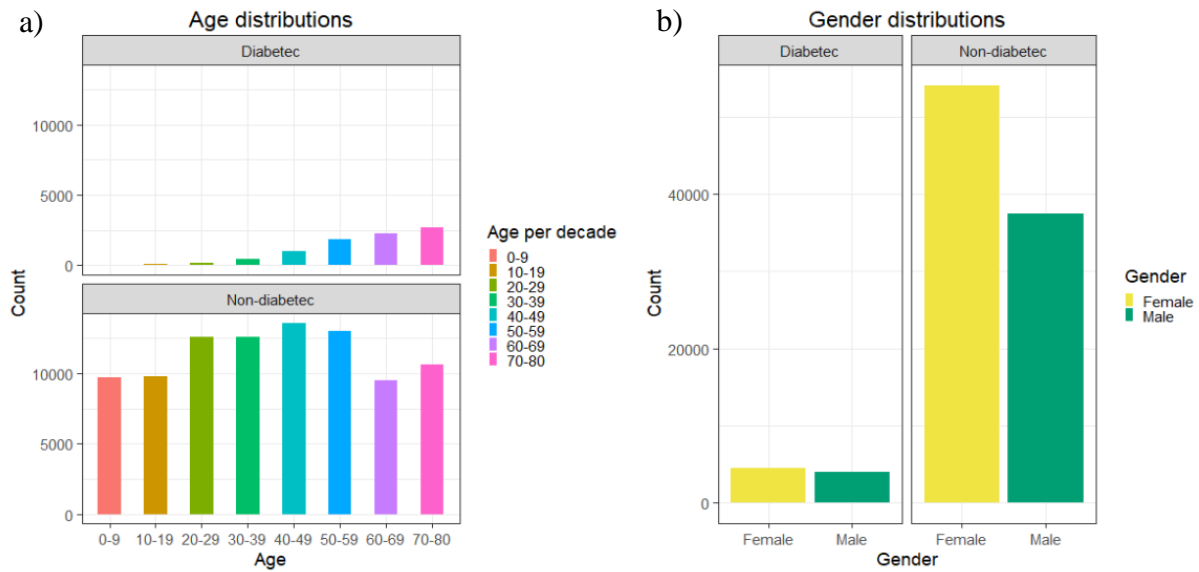 a)
Age distributions
Diabetec
10000
5000
0
Non-diabetec
10000
5000
0
Count
0-9 10-19 20-29 30-39 40-49 50-59 60-69 70-80
Age
Age per decade
0-9
10-19
20-29
30-39
40-49
50-59
60-69
70-80
b)
Gender distributions
Diabetec Non-diabetec
40000
20000
0
Count
Female Male Female Male
Gender
Gender
Female
Male